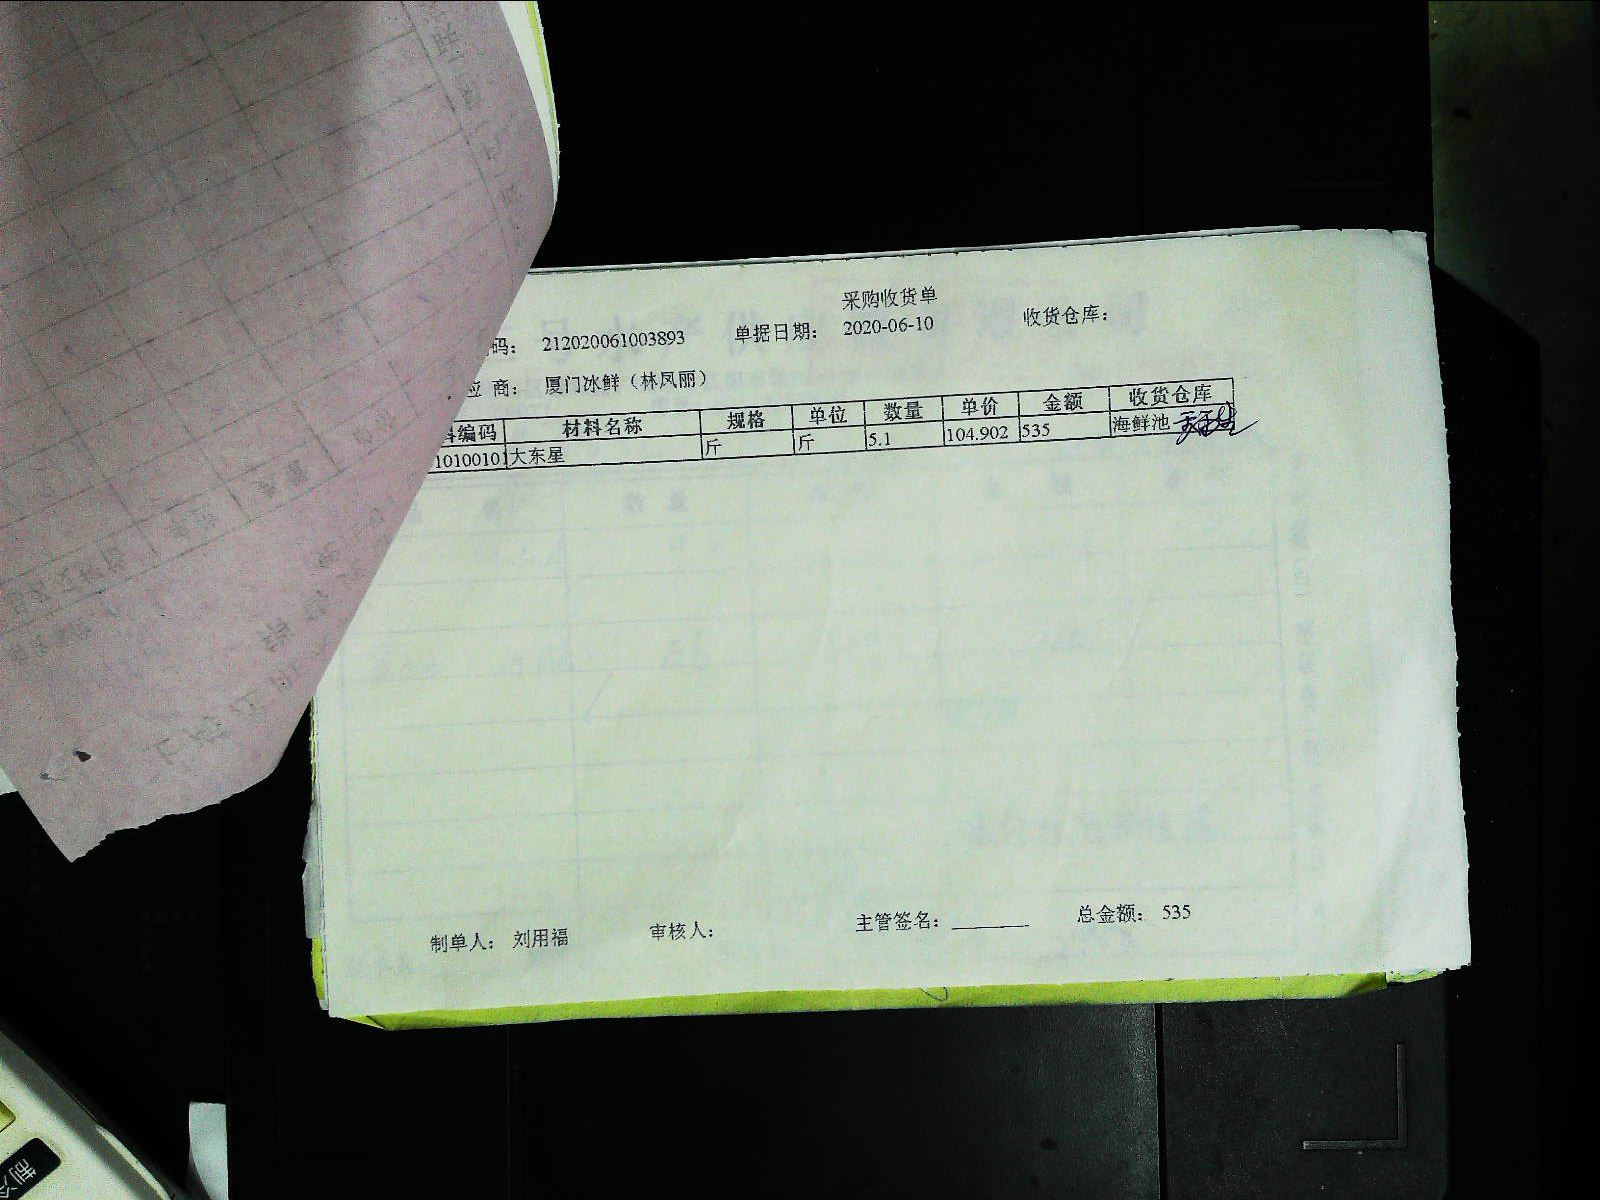 采购收货单
码： 212020061003893 单据日期： 2020-06-10 收货仓库：
应 商： 厦门冰鲜（林凤丽）
料编码 材料名称 规格 单位 数量 单价 金额 收货仓库
10100101 大东星 斤 斤 5.1 104.902 535 海鲜池
制单人： 刘用福 审核人： 主管签名： 总金额： 535
制冷